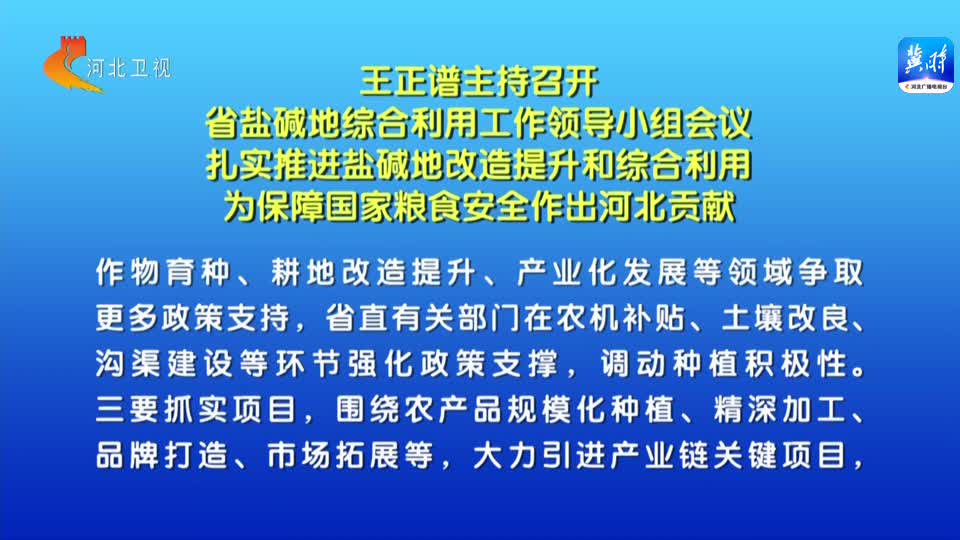 河北卫视
冀时
河北广播电视台
王正谱主持召开
省盐碱地综合利用工作领导小组会议
扎实推进盐碱地改造提升和综合利用
为保障国家粮食安全作出河北贡献
作物育种、耕地改造提升、产业化发展等领域争取
更多政策支持，省直有关部门在农机补贴、土壤改良、
沟渠建设等环节强化政策支撑，调动种植积极性。
三要抓实项目，围绕农产品规模化种植、精深加工、
品牌打造、市场拓展等，大力引进产业链关键项目，